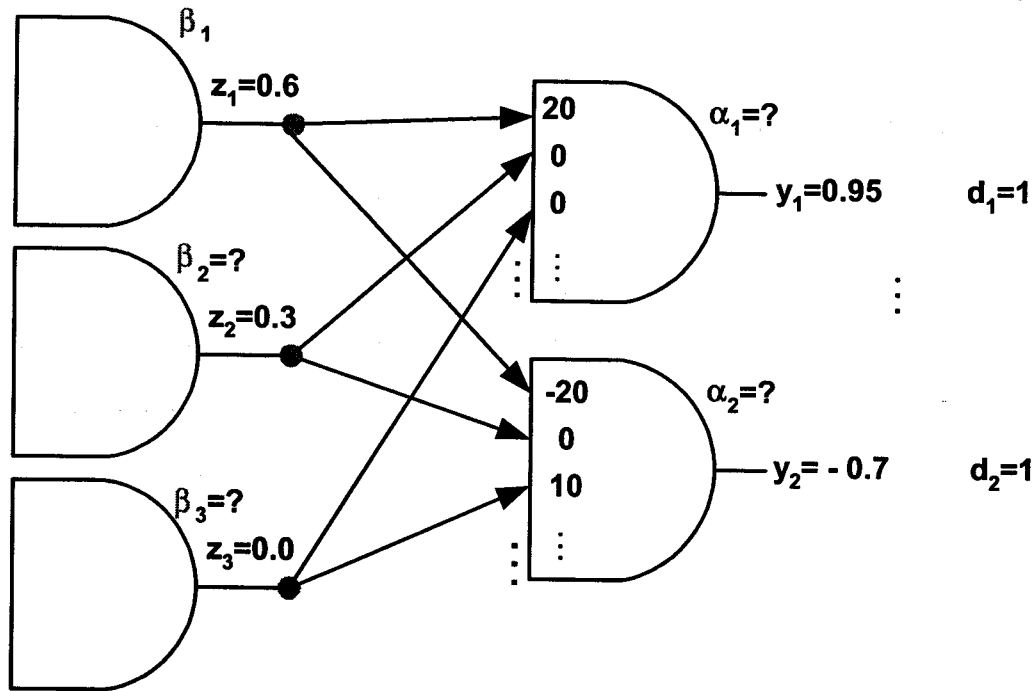 β₁
z₁=0.6
β₂=?
z₂=0.3
β₃=?
z₃=0.0
20
0
0
⋮ ⋮
α₁=?
y₁=0.95 d₁=1
⋮
-20
0
10
⋮ ⋮
α₂=?
y₂= - 0.7 d₂=1